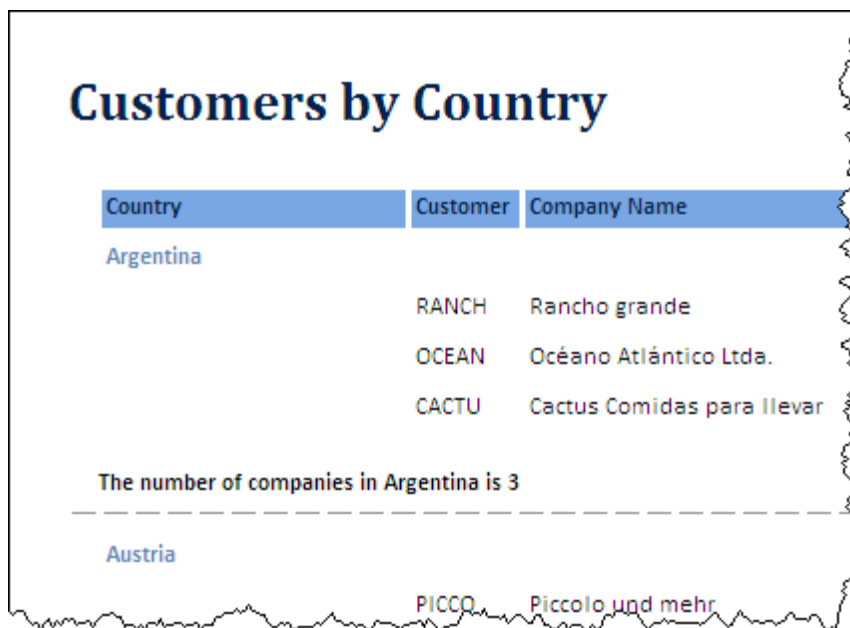 Customers by Country
Country Customer Company Name
Argentina
RANCH Rancho grande
OCEAN Océano Atlántico Ltda.
CACTU Cactus Comidas para llevar
The number of companies in Argentina is 3
Austria
PICCO Piccolo und mehr